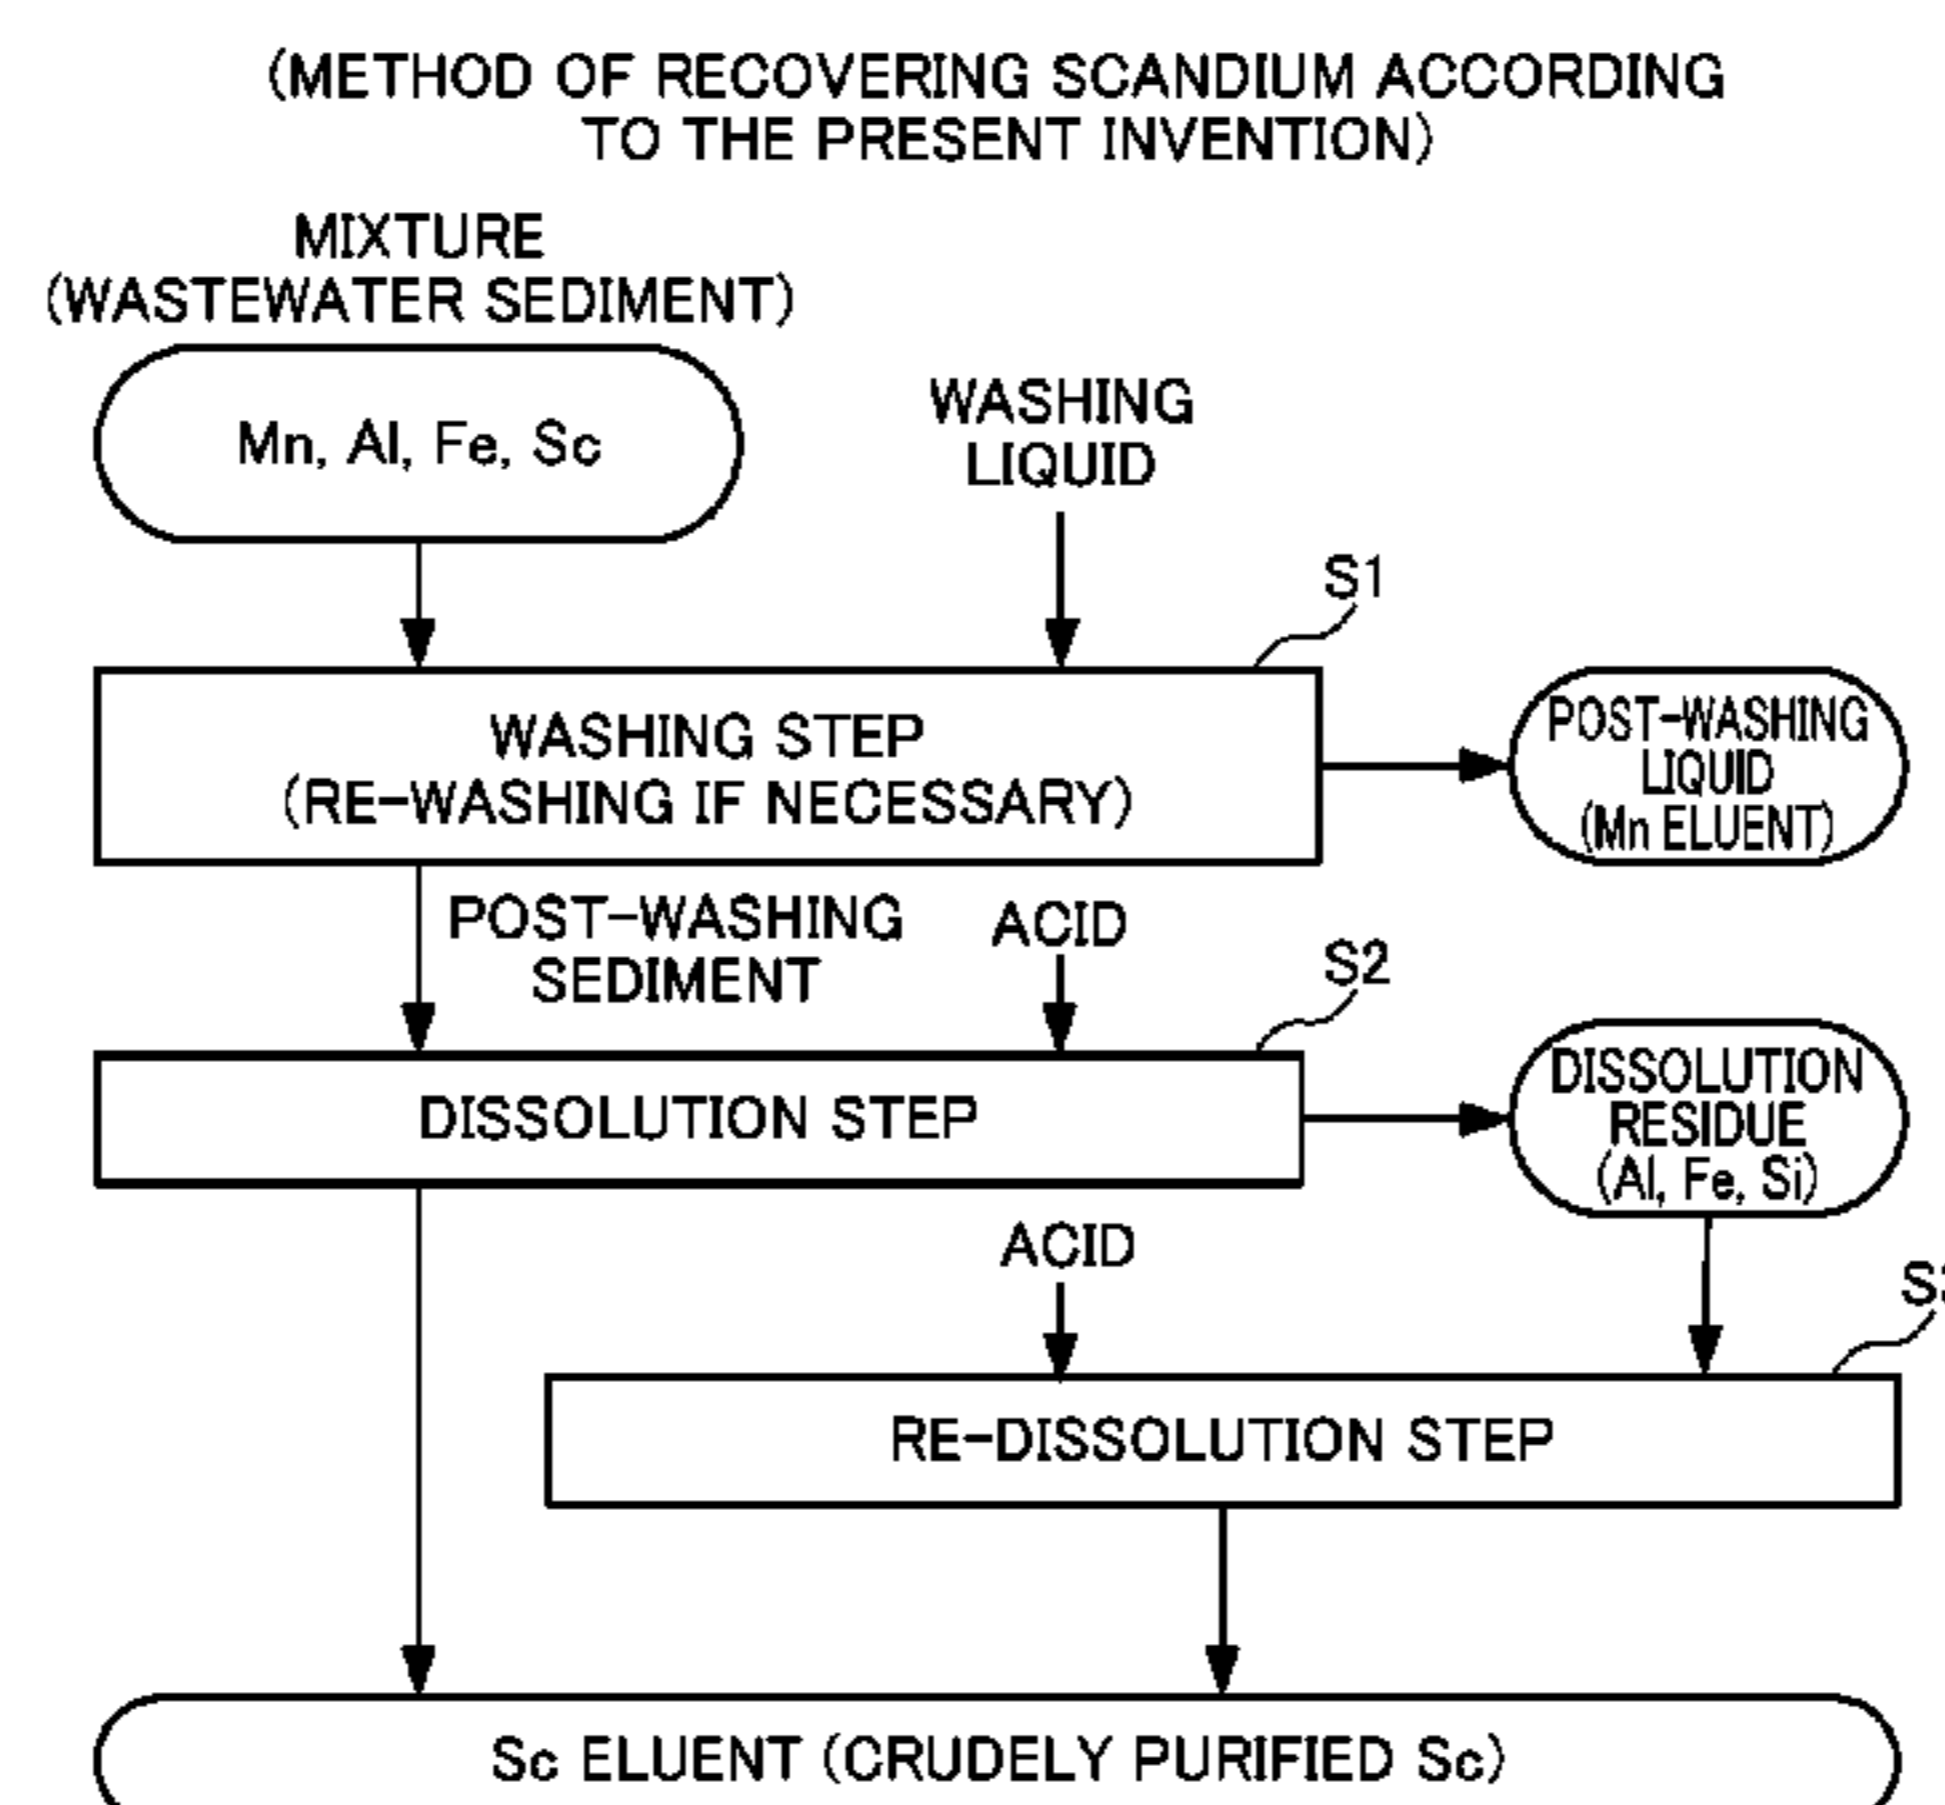 (METHOD OF RECOVERING SCANDIUM ACCORDING
TO THE PRESENT INVENTION)
MIXTURE
(WASTEWATER SEDIMENT)
Mn, Al, Fe, Sc
WASHING
LIQUID
S1
WASHING STEP
(RE-WASHING IF NECESSARY)
POST-WASHING
LIQUID
(Mn ELUENT)
POST-WASHING
SEDIMENT
ACID
S2
DISSOLUTION STEP
DISSOLUTION
RESIDUE
(Al, Fe, Si)
ACID
RE-DISSOLUTION STEP
Sc ELUENT (CRUDELY PURIFIED Sc)